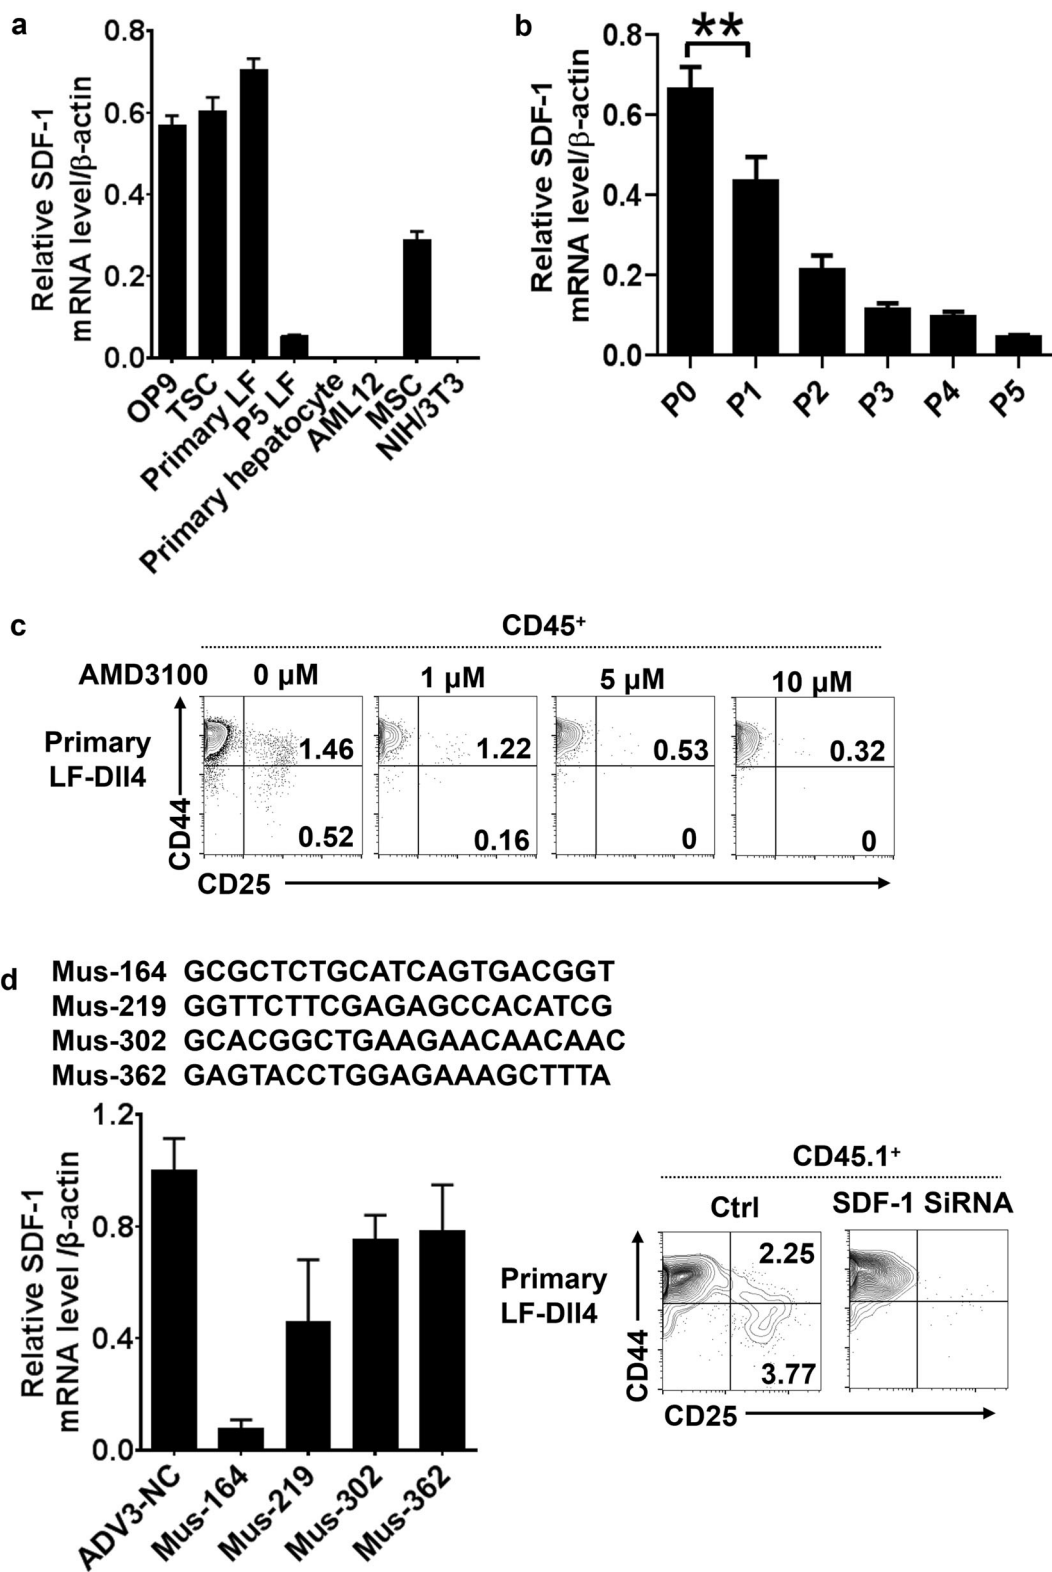 a
Relative SDF-1
mRNA level/β-actin
0.8
0.6
0.4
0.2
0.0
OP9
TSC
Primary LF
P5 LF
Primary hepatocyte
AML12
MSC
NIH/3T3
b
Relative SDF-1
mRNA level/β-actin
0.8
0.6
0.4
0.2
0.0
**
P0
P1
P2
P3
P4
P5
c
CD45+
AMD3100 0 µM 1 µM 5 µM 10 µM
Primary
LF-Dll4
CD44
1.46 1.22 0.53 0.32
0.52 0.16 0 0
CD25
d
Mus-164 GCGCTCTGCATCAGTGACGGT
Mus-219 GGTTCTTCGAGAGCCACATCG
Mus-302 GCACGGCTGAAGAACAACAAC
Mus-362 GAGTACCTGGAGAAAGCTTTA
Relative SDF-1
mRNA level /β-actin
1.2
0.8
0.4
0.0
ADV3-NC
Mus-164
Mus-219
Mus-302
Mus-362
CD45.1+
Ctrl SDF-1 SiRNA
Primary
LF-Dll4
CD44
2.25
3.77
CD25